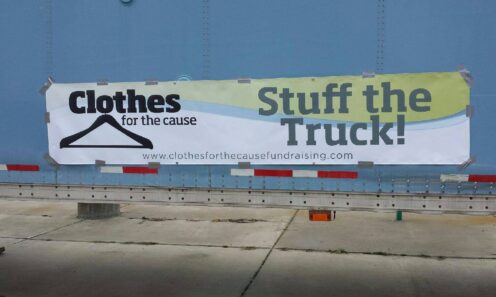 Clothes
for the cause
Stuff the
Truck!
www.clothesforthecausefundraising.com